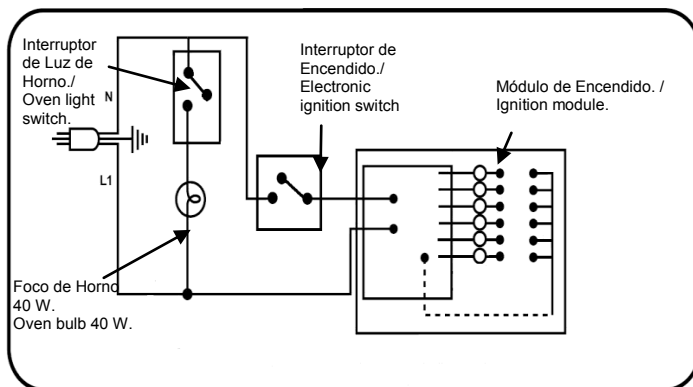 Interruptor
de Luz de
Horno./
Oven light
switch.
N
L1
Foco de Horno
40 W.
Oven bulb 40 W.
Interruptor de
Encendido./
Electronic
ignition switch
Módulo de Encendido. /
Ignition module.